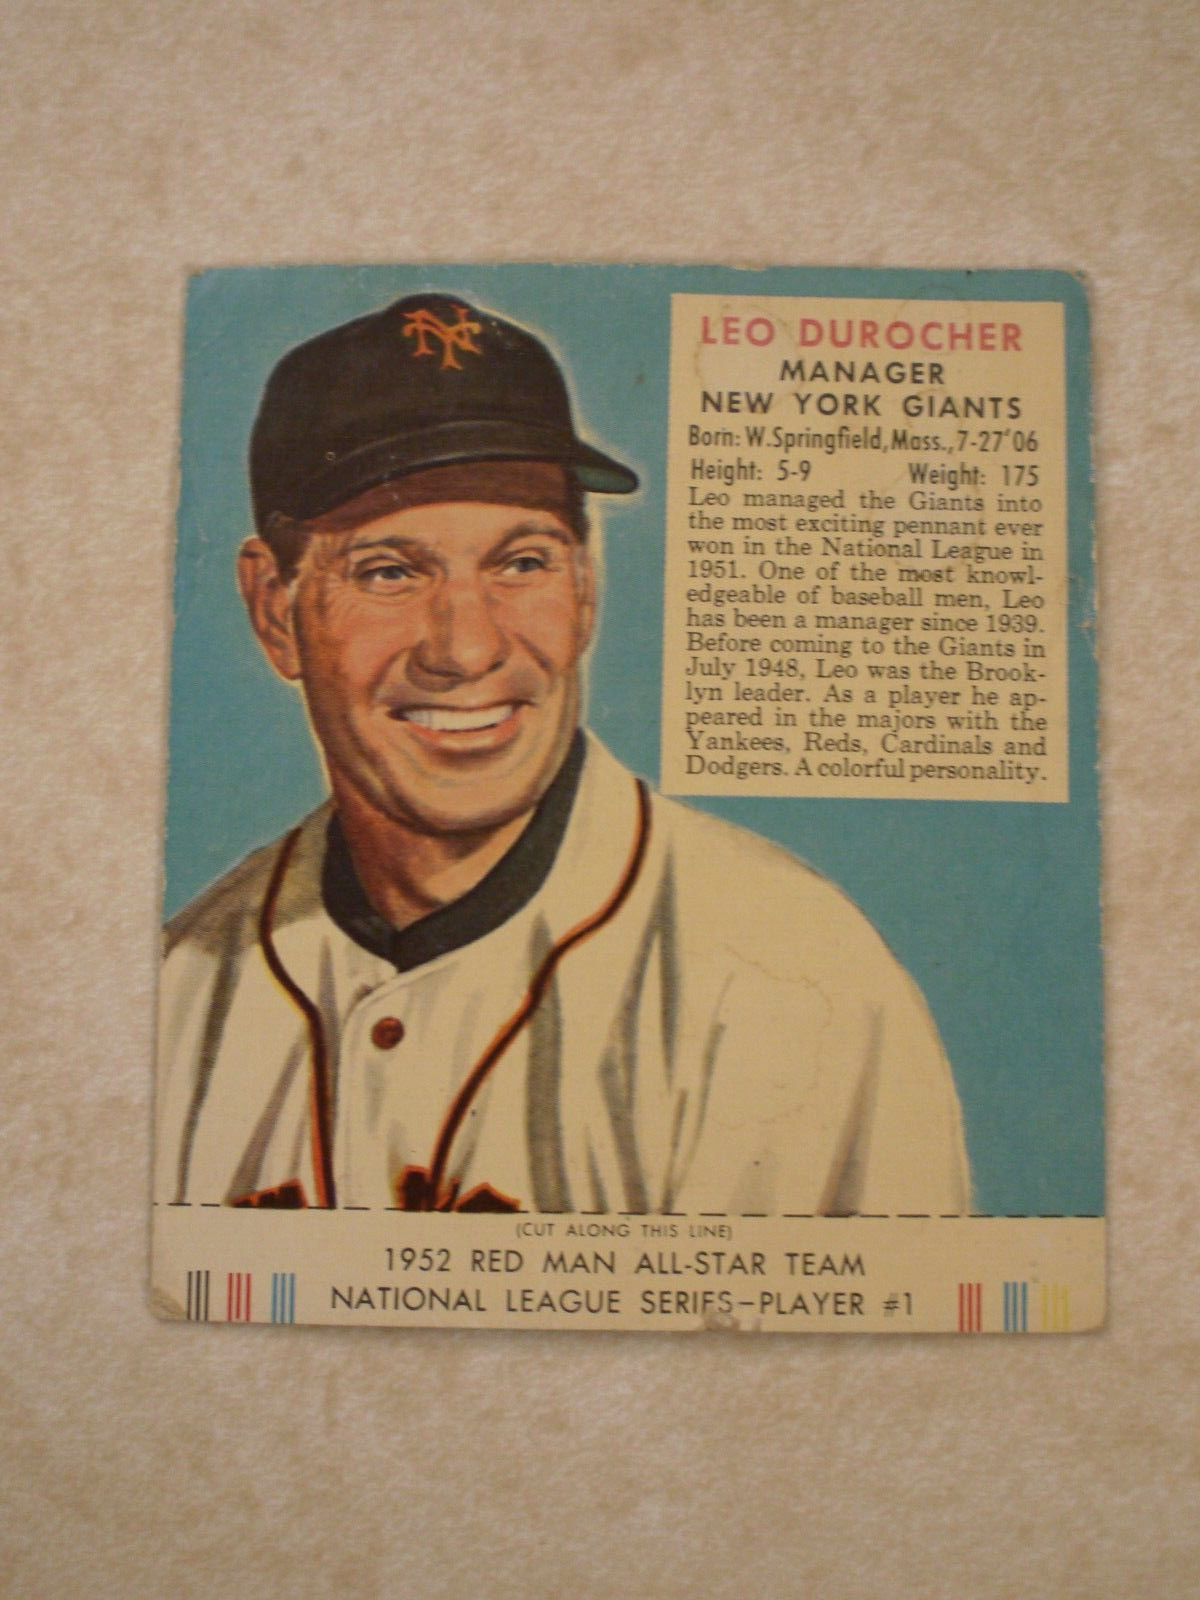 NY
LEO DUROCHER
MANAGER
NEW YORK GIANTS
Born: W.Springfield, Mass., 7-27'06
Height: 5-9 Weight: 175
Leo managed the Giants into
the most exciting pennant ever
won in the National League in
1951. One of the most knowl-
edgeable of baseball men, Leo
has been a manager since 1939.
Before coming to the Giants in
July 1948, Leo was the Brook-
lyn leader. As a player he ap-
peared in the majors with the
Yankees, Reds, Cardinals and
Dodgers. A colorful personality.
(CUT ALONG THIS LINE)
1952 RED MAN ALL-STAR TEAM
NATIONAL LEAGUE SERIES-PLAYER #1